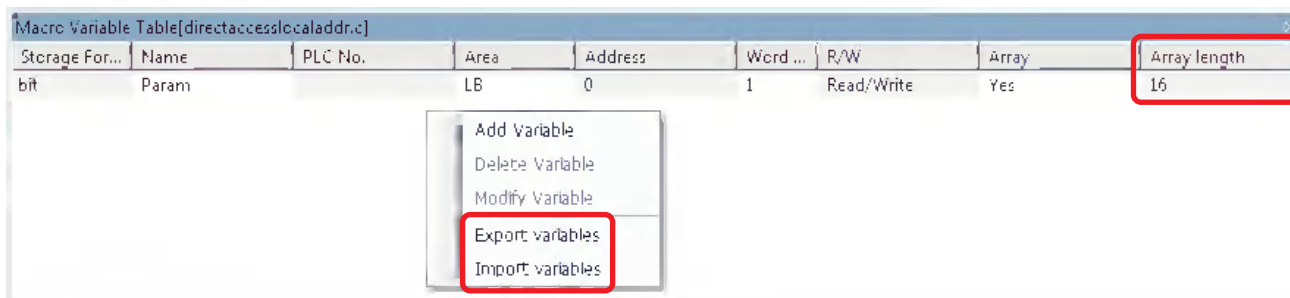 Macro Variable Table[directaccesslocaladdr.c]
Storage For... Name PLC No. Area Address Word ... R/W Array Array length
bit Param LB 0 1 Read/Write Yes 16
Add Variable
Delete Variable
Modify Variable
Export variables
Import variables